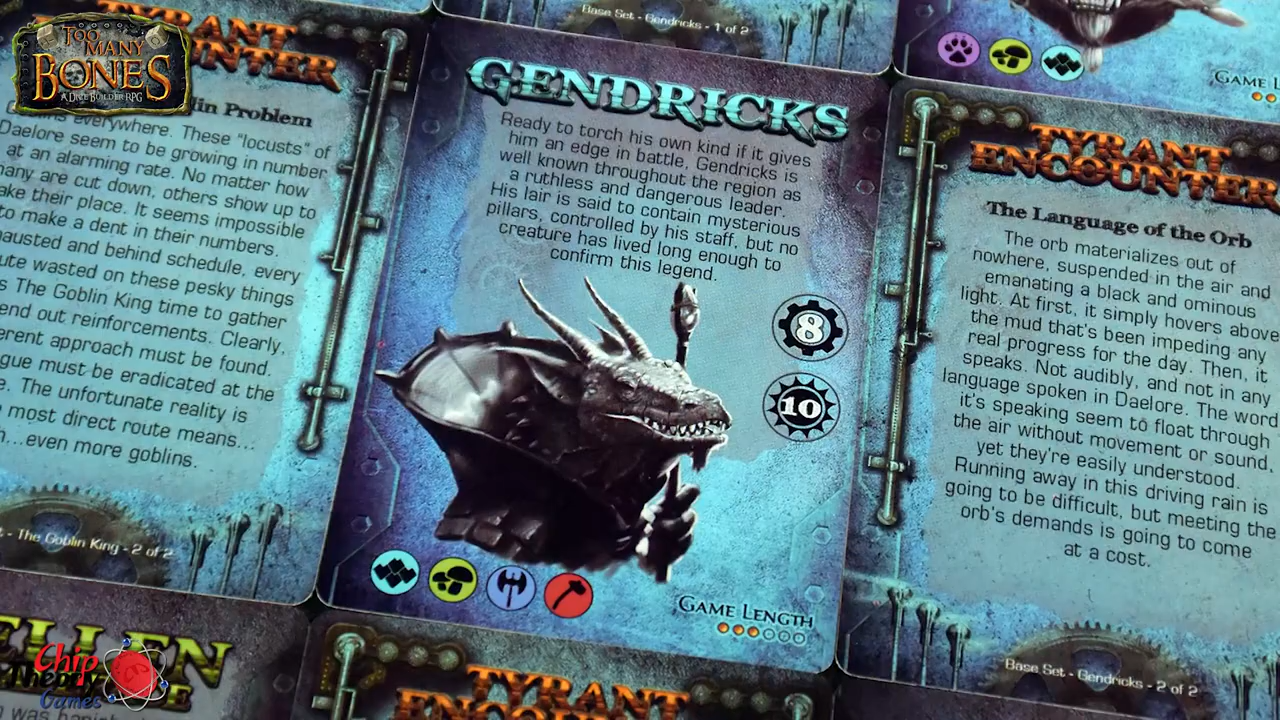 TOO
MANY
BONES
A DICE BUILDER RPG
Problem
everywhere. These "locusts" of
Daelore seem to be growing in number
at an alarming rate. No matter how
many are cut down, others show up to
take their place. It seems impossible
to make a dent in their numbers.
and behind schedule, every
wasted on these pesky things
The Goblin King time to gather
send out reinforcements. Clearly,
approach must be found.
must be eradicated at the
The unfortunate reality is
most direct route means...
...even more goblins.
- The Goblin King - 2 of 2
Base Set - Gendricks - 1 of 2
GENDRICKS
Ready to torch his own kind if it gives
him an edge in battle, Gendricks is
well known throughout the region as
a ruthless and dangerous leader.
His lair is said to contain mysterious
pillars, controlled by his staff, but no
creature has lived long enough to
confirm this legend.
8
10
GAME LENGTH
TYRANT
ENCOUNTER
The Language of the Orb
The orb materializes out of
nowhere, suspended in the air and
emanating a black and ominous
light. At first, it simply hovers above
the mud that's been impeding any
real progress for the day. Then, it
speaks. Not audibly, and not in any
language spoken in Daelore. The word
it's speaking seem to float through
the air without movement or sound,
yet they're easily understood.
Running away in this driving rain is
going to be difficult, but meeting the
orb's demands is going to come
at a cost.
Base Set - Gendricks - 2 of 2
Chip
Theory
Games
TYRANT